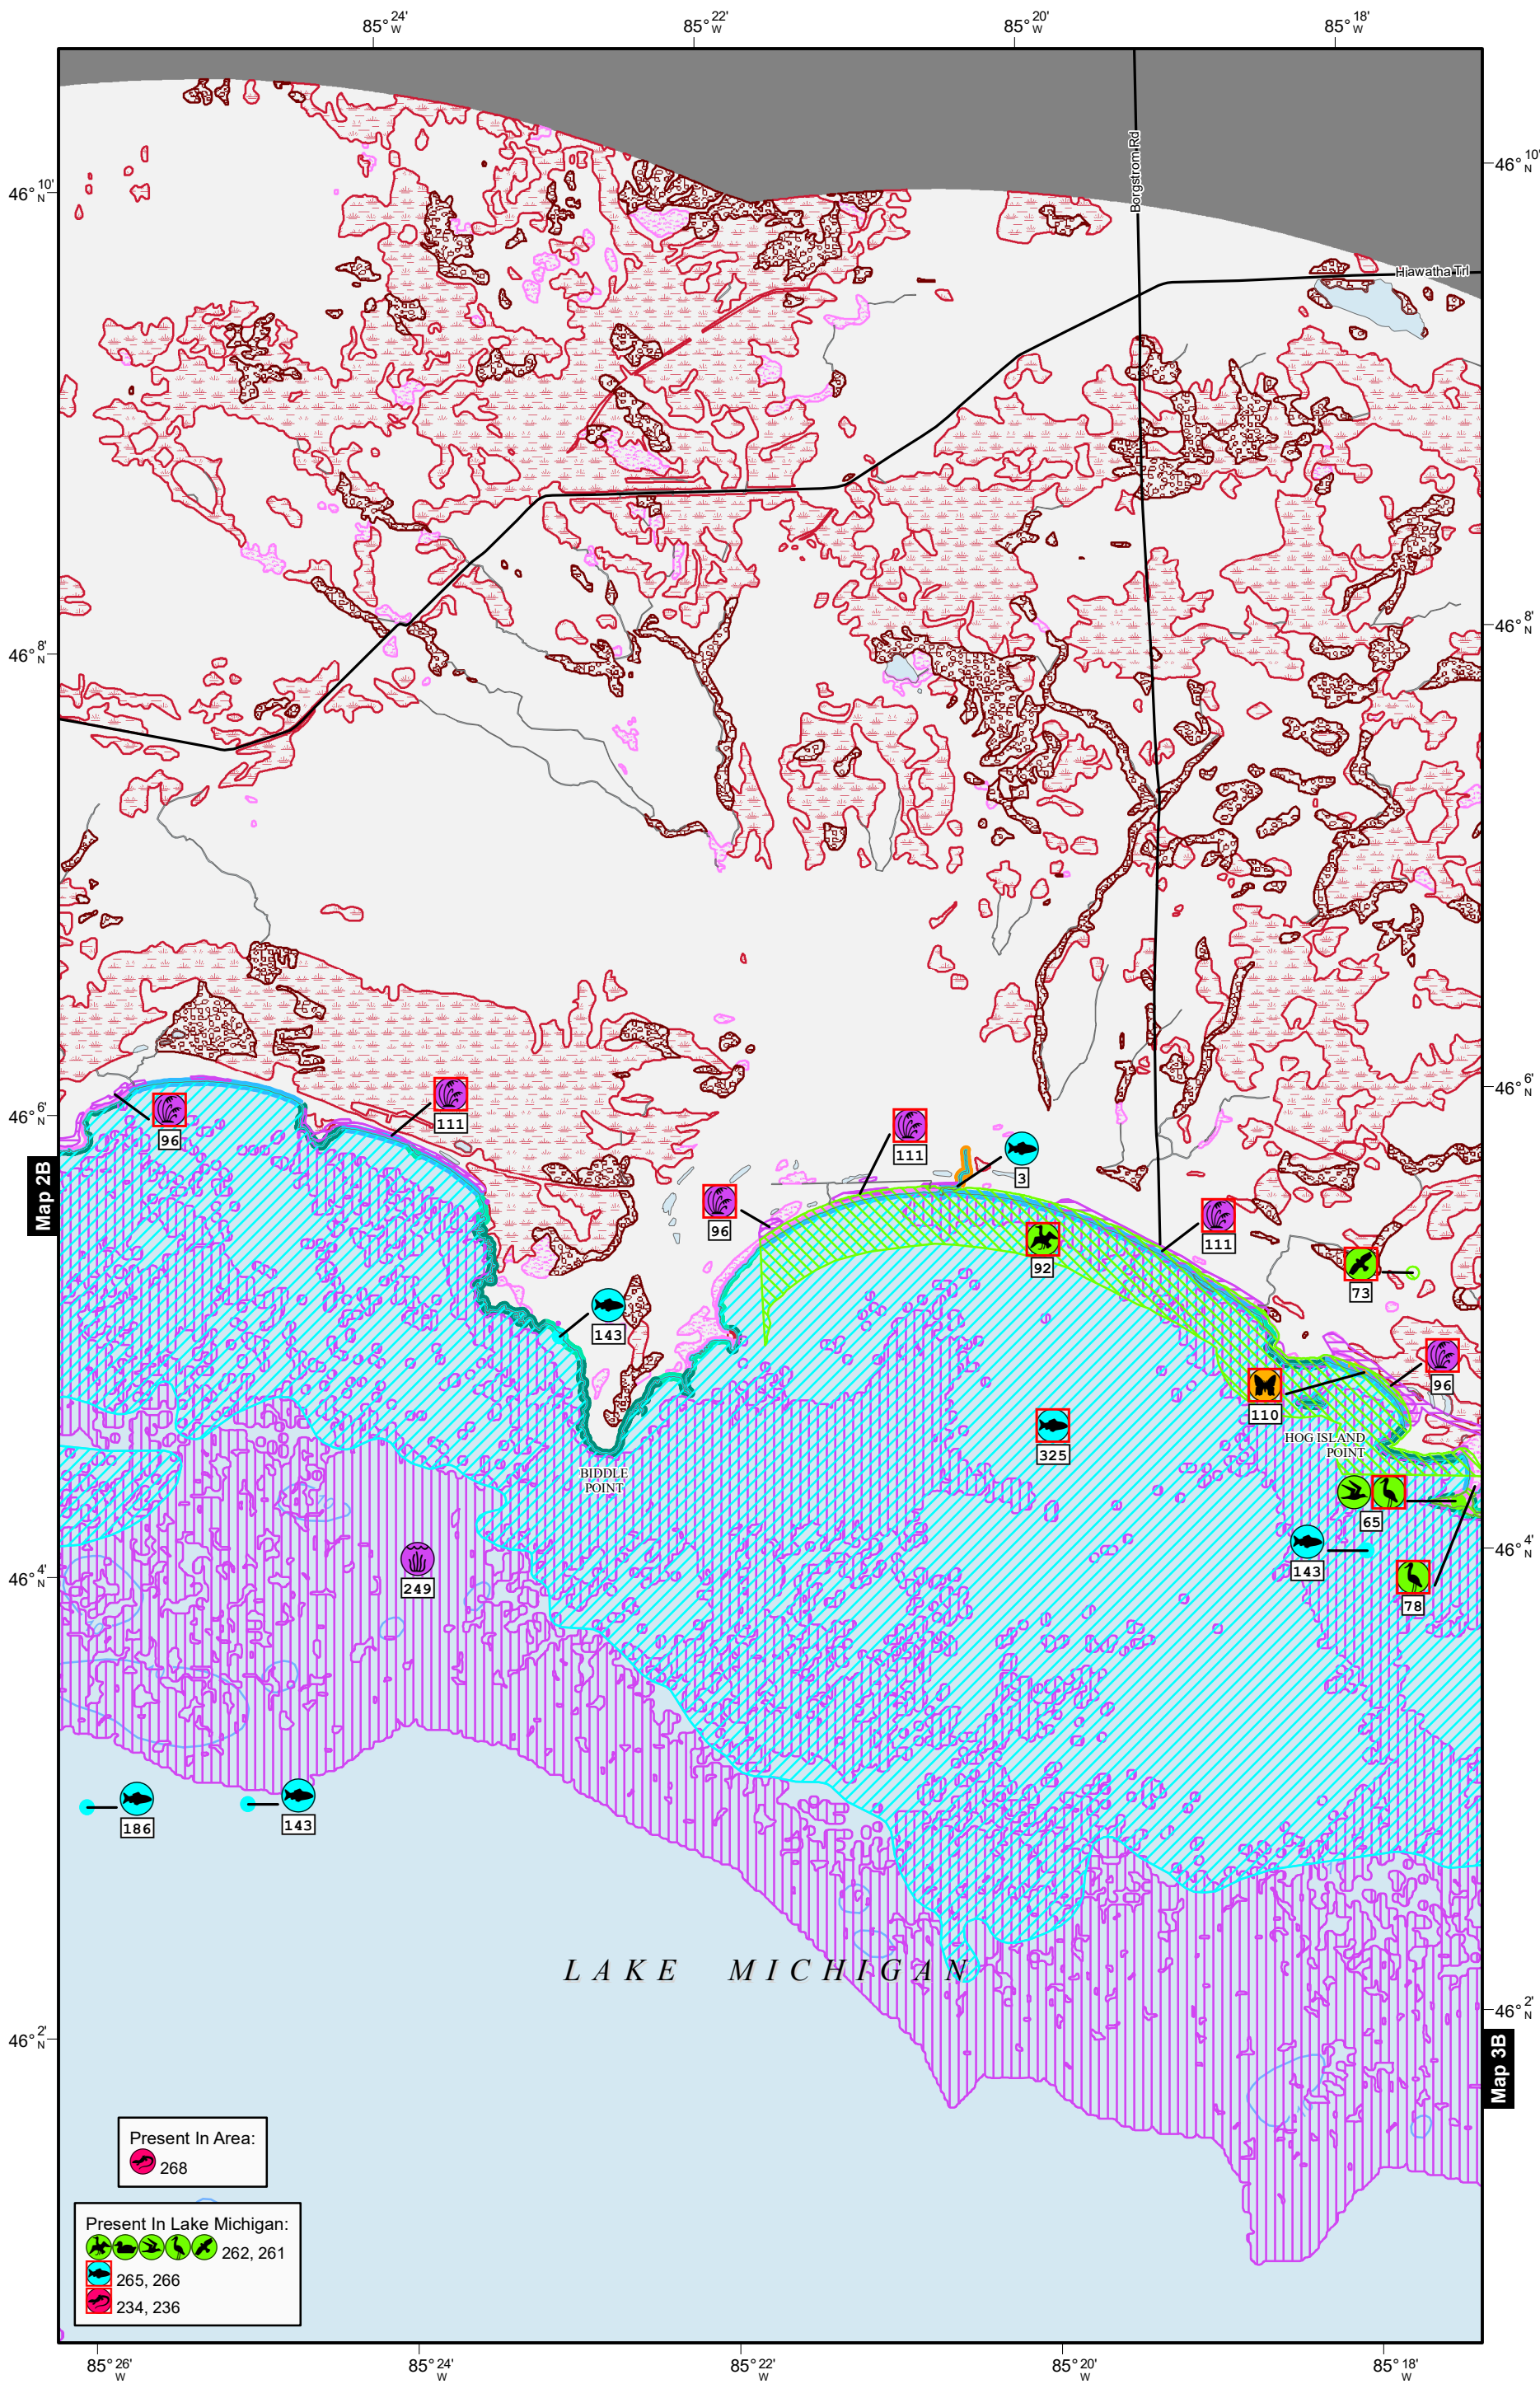 85° 24' W
85° 22' W
85° 20' W
85° 18' W
Borgstrom Rd
46° 10' N
46° 10' N
Hiawatha Trl
46° 8' N
46° 8' N
46° 6' N
46° 6' N
111
96
111
3
Map 2B
96
111
92
73
143
96
110
325
HOG ISLAND
POINT
BIDDLE
POINT
65
143
46° 4' N
46° 4' N
249
78
186
143
LAKE MICHIGAN
46° 2' N
46° 2' N
Map 3B
Present In Area:
268
Present In Lake Michigan:
262, 261
265, 266
234, 236
85° 26' W
85° 24' W
85° 22' W
85° 20' W
85° 18' W